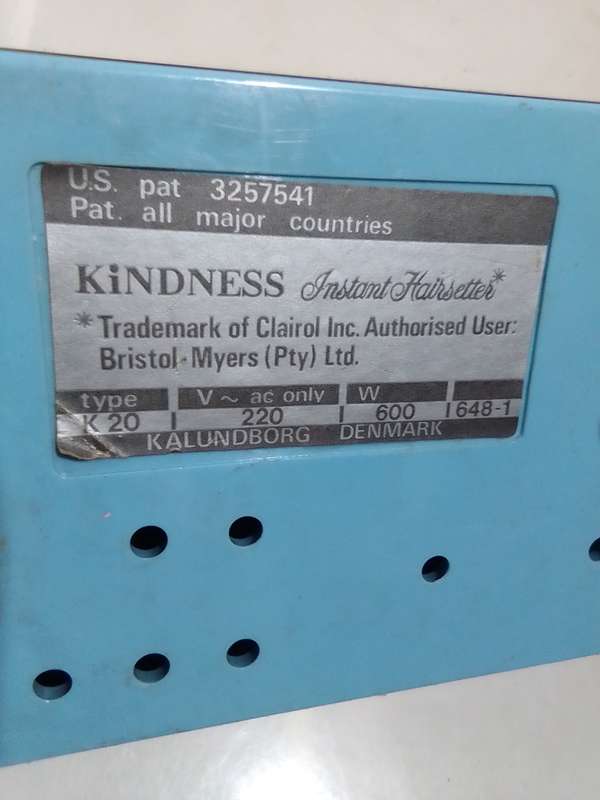 U.S. pat 3257541
Pat. all major countries
KiNDNESS Instant Hairsetter*
*Trademark of Clairol Inc. Authorised User:
Bristol-Myers (Pty) Ltd.
type V ~ ac only W
K 20 220 600 648-1
KALUNDBORG DENMARK